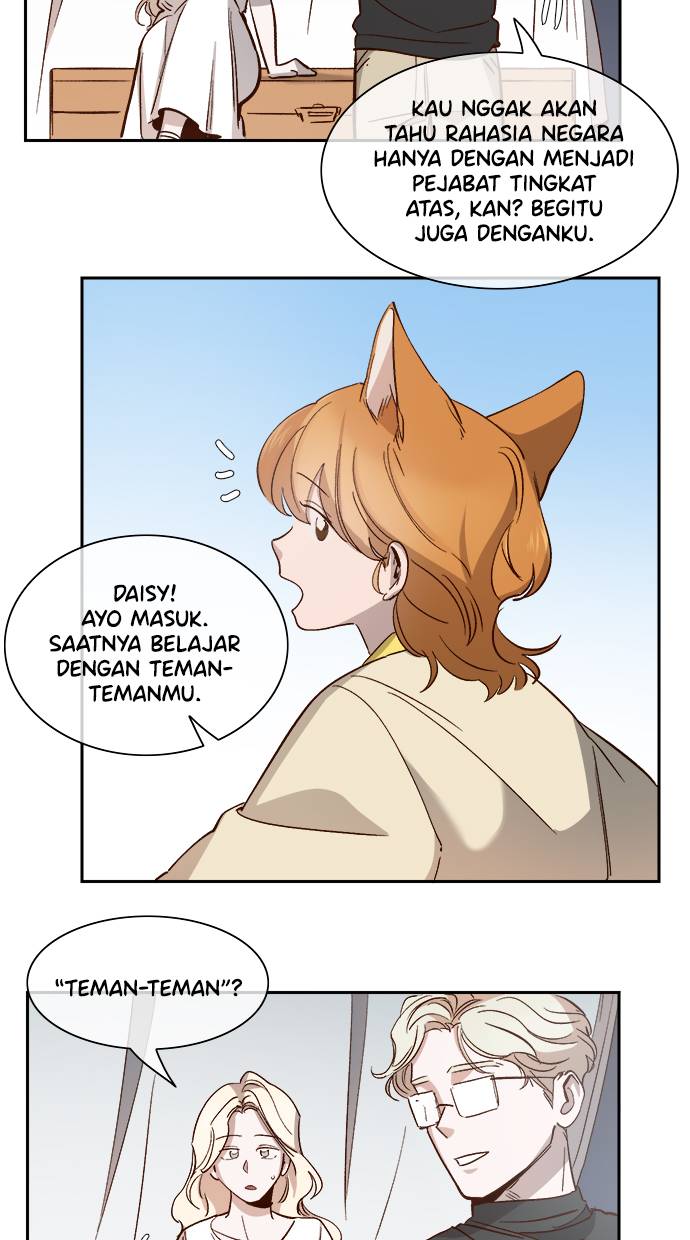 KAU NGGAK AKAN
TAHU RAHASIA NEGARA
HANYA DENGAN MENJADI
PEJABAT TINGKAT
ATAS, KAN? BEGITU
JUGA DENGANKU.
DAISY!
AYO MASUK.
SAATNYA BELAJAR
DENGAN TEMAN-
TEMANMU.
"TEMAN-TEMAN"?